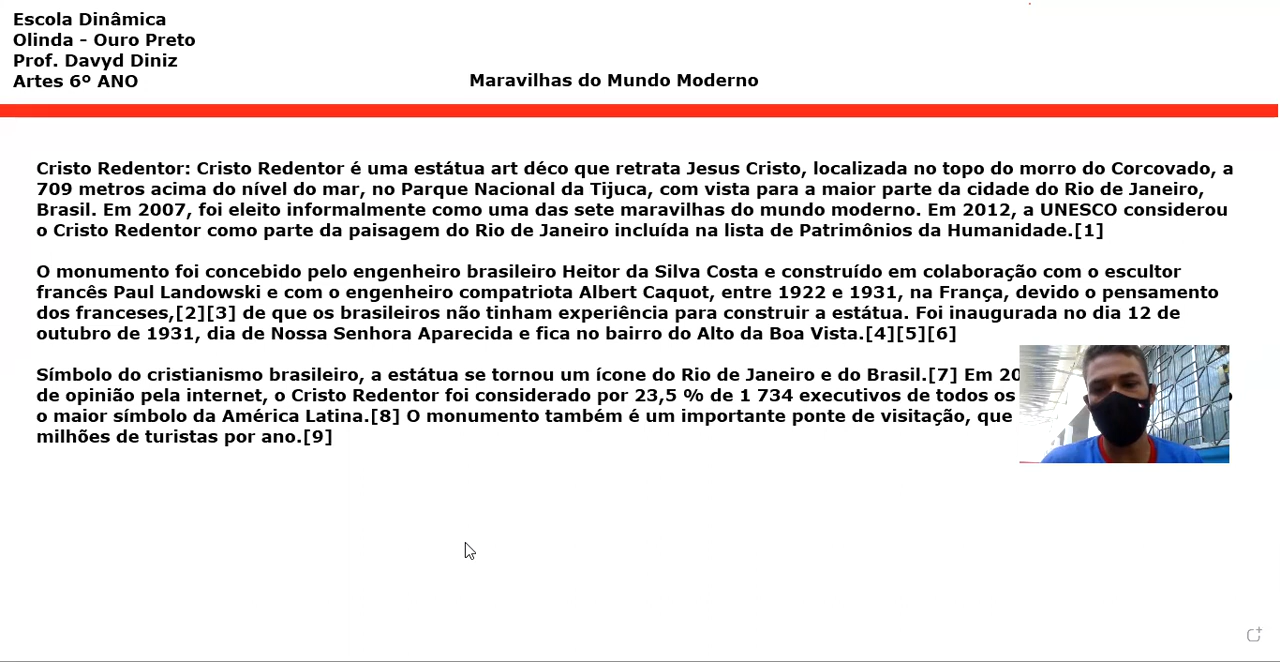 Escola Dinâmica
Olinda - Ouro Preto
Prof. Davyd Diniz
Artes 6º ANO
Maravilhas do Mundo Moderno
Cristo Redentor: Cristo Redentor é uma estátua art déco que retrata Jesus Cristo, localizada no topo do morro do Corcovado, a
709 metros acima do nível do mar, no Parque Nacional da Tijuca, com vista para a maior parte da cidade do Rio de Janeiro,
Brasil. Em 2007, foi eleito informalmente como uma das sete maravilhas do mundo moderno. Em 2012, a UNESCO considerou
o Cristo Redentor como parte da paisagem do Rio de Janeiro incluída na lista de Patrimônios da Humanidade.[1]
O monumento foi concebido pelo engenheiro brasileiro Heitor da Silva Costa e construído em colaboração com o escultor
francês Paul Landowski e com o engenheiro compatriota Albert Caquot, entre 1922 e 1931, na França, devido o pensamento
dos franceses,[2][3] de que os brasileiros não tinham experiência para construir a estátua. Foi inaugurada no dia 12 de
outubro de 1931, dia de Nossa Senhora Aparecida e fica no bairro do Alto da Boa Vista.[4][5][6]
Símbolo do cristianismo brasileiro, a estátua se tornou um ícone do Rio de Janeiro e do Brasil.[7] Em
de opinião pela internet, o Cristo Redentor foi considerado por 23,5 % de 1 734 executivos de todos os
o maior símbolo da América Latina.[8] O monumento também é um importante ponte de visitação, que
milhões de turistas por ano.[9]